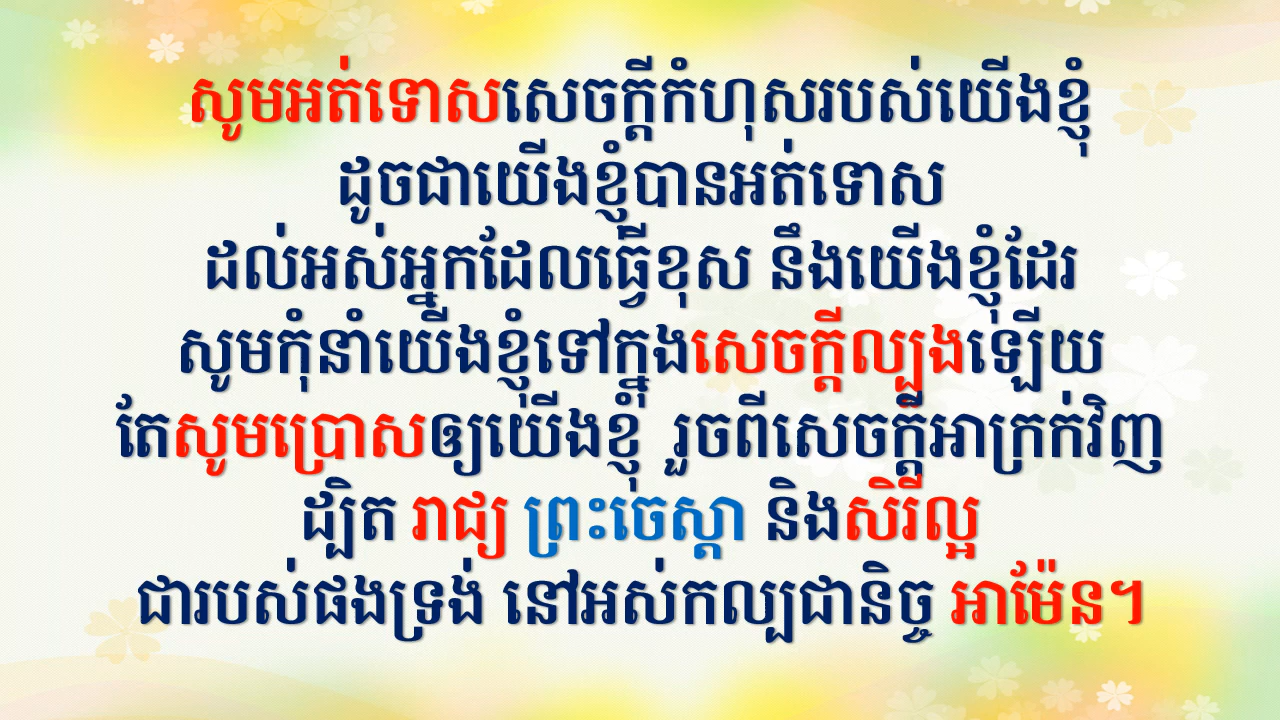 សូមអត់ទោសសេចក្ដីកំហុសរបស់យើងខ្ញុំ
ដូចជាយើងខ្ញុំបានអត់ទោស
ដល់អស់អ្នកដែលធ្វើខុស នឹងយើងខ្ញុំដែរ
សូមកុំនាំយើងខ្ញុំទៅក្នុងសេចក្ដីល្បួងឡើយ
តែសូមប្រោសឲ្យយើងខ្ញុំ រួចពីសេចក្ដីអាក្រក់វិញ
ដ្បិត រាជ្យ ព្រះចេស្ដា និងសិរីល្អ
ជារបស់ផងទ្រង់ នៅអស់កល្បជានិច្ច អាម៉ែន។